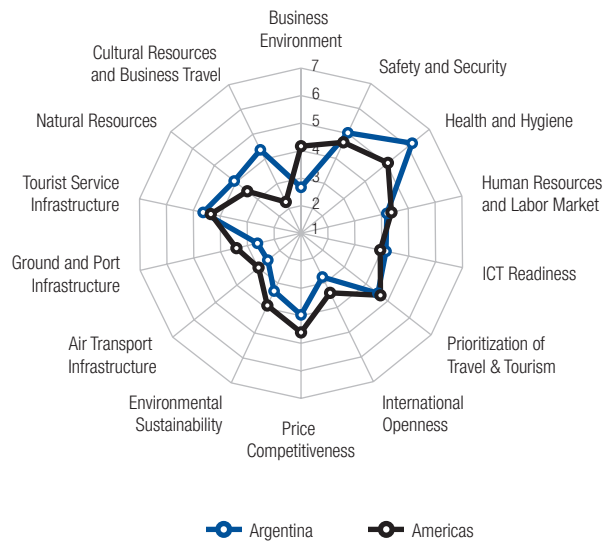 Business
Environment
Cultural Resources
and Business Travel
Safety and Security
Natural Resources
Health and Hygiene
Tourist Service
Infrastructure
Human Resources
and Labor Market
Ground and Port
Infrastructure
ICT Readiness
Air Transport
Infrastructure
Prioritization of
Travel & Tourism
Environmental
Sustainability
International
Openness
Price
Competitiveness
7
6
5
4
3
2
1
Argentina
Americas